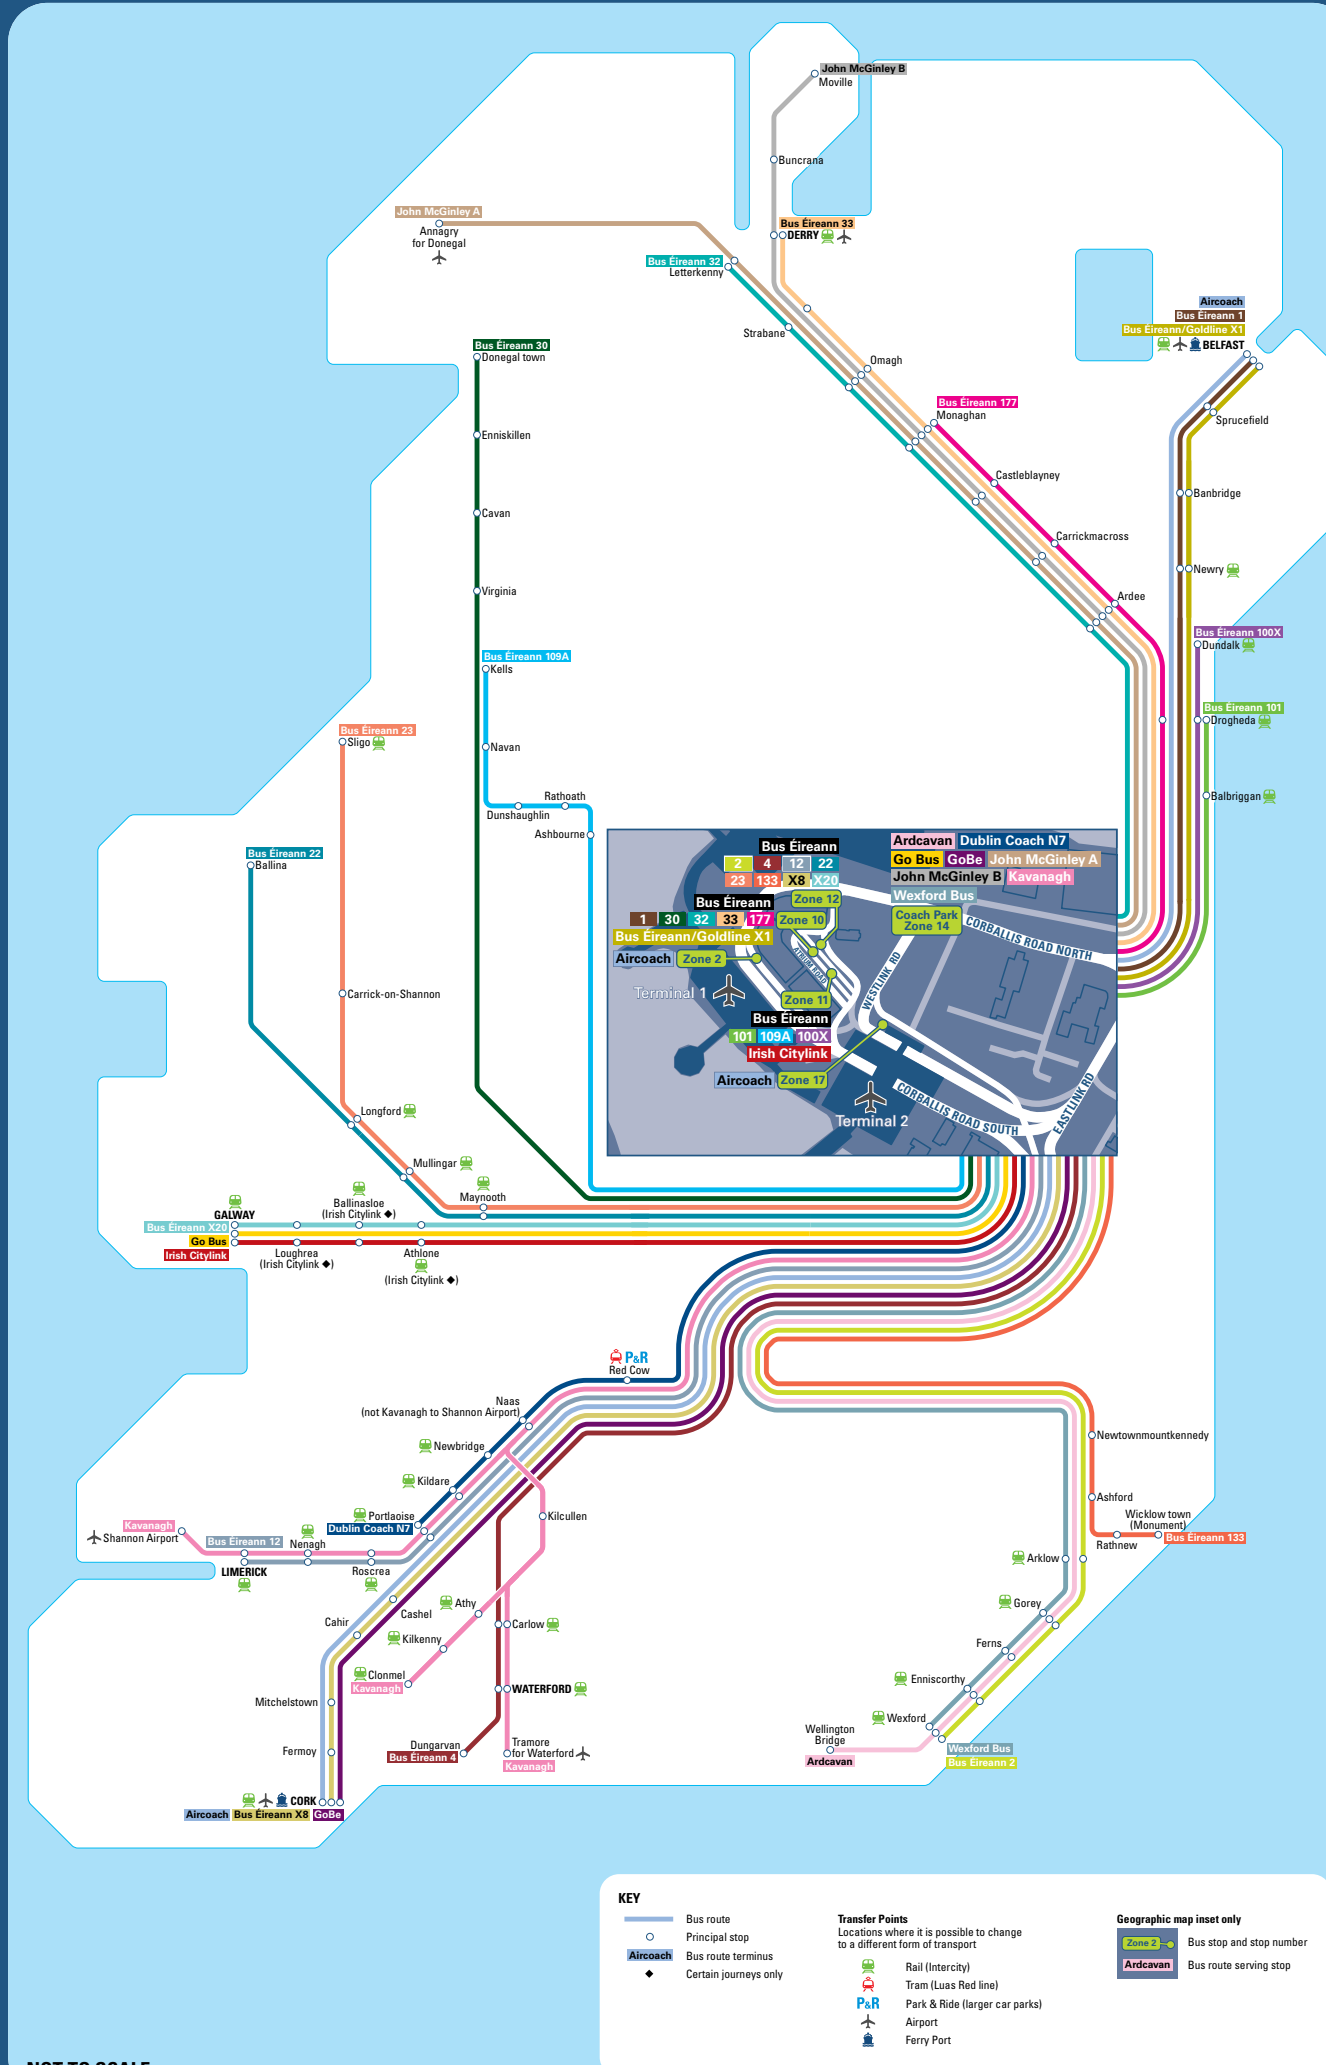 John McGinley B
Moville
Buncrana
John McGinley A
Annagry
for Donegal
Bus Éireann 33
DERRY
Bus Éireann 32
Letterkenny
Strabane
Omagh
Aircoach
Bus Éireann 1
Bus Éireann/Goldline X1
BELFAST
Sprucefield
Bus Éireann 30
Donegal town
Enniskillen
Cavan
Virginia
Bus Éireann 177
Monaghan
Castleblayney
Carrickmacross
Ardee
Banbridge
Newry
Bus Éireann 100X
Dundalk
Bus Éireann 101
Drogheda
Balbriggan
Bus Éireann 109A
Kells
Navan
Rathoath
Dunshaughlin
Ashbourne
Bus Éireann 23
Sligo
Carrick-on-Shannon
Bus Éireann 22
Ballina
Longford
Mullingar
Maynooth
Bus Éireann
2 4 12 22
23 133 X8 X20
Zone 12
Bus Éireann
1 30 32 33 177
Zone 10
Bus Éireann/Goldline X1
Aircoach Zone 2
Terminal 1
ATRIUM ROAD
Zone 11
Bus Éireann
101 109A 100X
Irish Citylink
Aircoach Zone 17
Terminal 2
Ardcavan Dublin Coach N7
Go Bus GoBe John McGinley A
John McGinley B Kavanagh
Wexford Bus
Coach Park
Zone 14
CORBALLIS ROAD NORTH
WESTLINK RD
CORBALLIS ROAD SOUTH
EASTLINK RD
GALWAY
Bus Éireann X20
Go Bus
Irish Citylink
Ballinasloe
(Irish Citylink ◆)
Loughrea
(Irish Citylink ◆)
Athlone
(Irish Citylink ◆)
P&R
Red Cow
Naas
(not Kavanagh to Shannon Airport)
Newbridge
Kildare
Portlaoise
Dublin Coach N7
Kilcullen
Kavanagh
Shannon Airport
Bus Éireann 12
LIMERICK
Nenagh
Roscrea
Cashel
Cahir
Mitchelstown
Fermoy
CORK
Aircoach Bus Éireann X8 GoBe
Athy
Kilkenny
Clonmel
Kavanagh
Carlow
WATERFORD
Dungarvan
Bus Éireann 4
Tramore
for Waterford
Kavanagh
Newtownmountkennedy
Ashford
Wicklow town
(Monument)
Rathnew
Bus Éireann 133
Arklow
Gorey
Ferns
Enniscorthy
Wexford
Wellington
Bridge
Ardcavan
Wexford Bus
Bus Éireann 2
KEY
Bus route
Principal stop
Aircoach Bus route terminus
◆ Certain journeys only
Transfer Points
Locations where it is possible to change
to a different form of transport
Rail (Intercity)
Tram (Luas Red line)
P&R Park & Ride (larger car parks)
Airport
Ferry Port
Geographic map inset only
Zone 2 Bus stop and stop number
Ardcavan Bus route serving stop
NOT TO SCALE